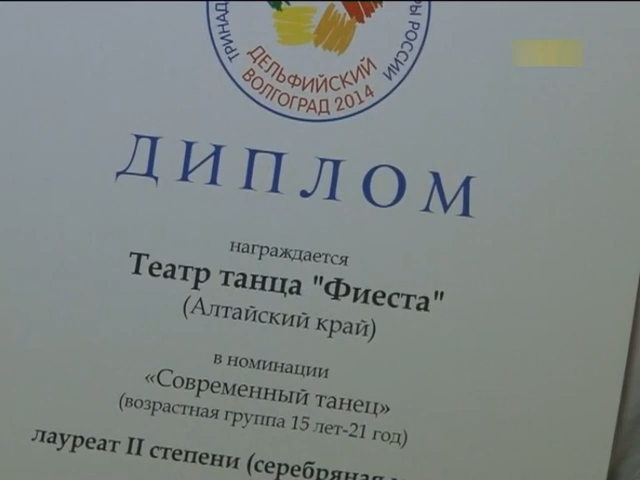 ДЕЛЬФИЙСКИЙ
ВОЛГОГРАД 2014
ДИПЛОМ
награждается
Театр танца "Фиеста"
(Алтайский край)
в номинации
«Современный танец»
(возрастная группа 15 лет-21 год)
лауреат II степени (серебряная